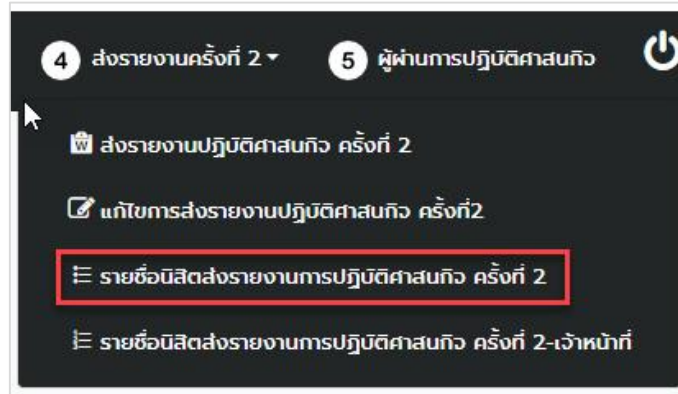 4 ส่งรายงานครั้งที่ 2 5 ผู้ผ่านการปฏิบัติศาสนกิจ
ส่งรายงานปฏิบัติศาสนกิจ ครั้งที่ 2
แก้ไขการส่งรายงานปฏิบัติศาสนกิจ ครั้งที่2
รายชื่อนิสิตส่งรายงานการปฏิบัติศาสนกิจ ครั้งที่ 2
รายชื่อนิสิตส่งรายงานการปฏิบัติศาสนกิจ ครั้งที่ 2-เจ้าหน้าที่